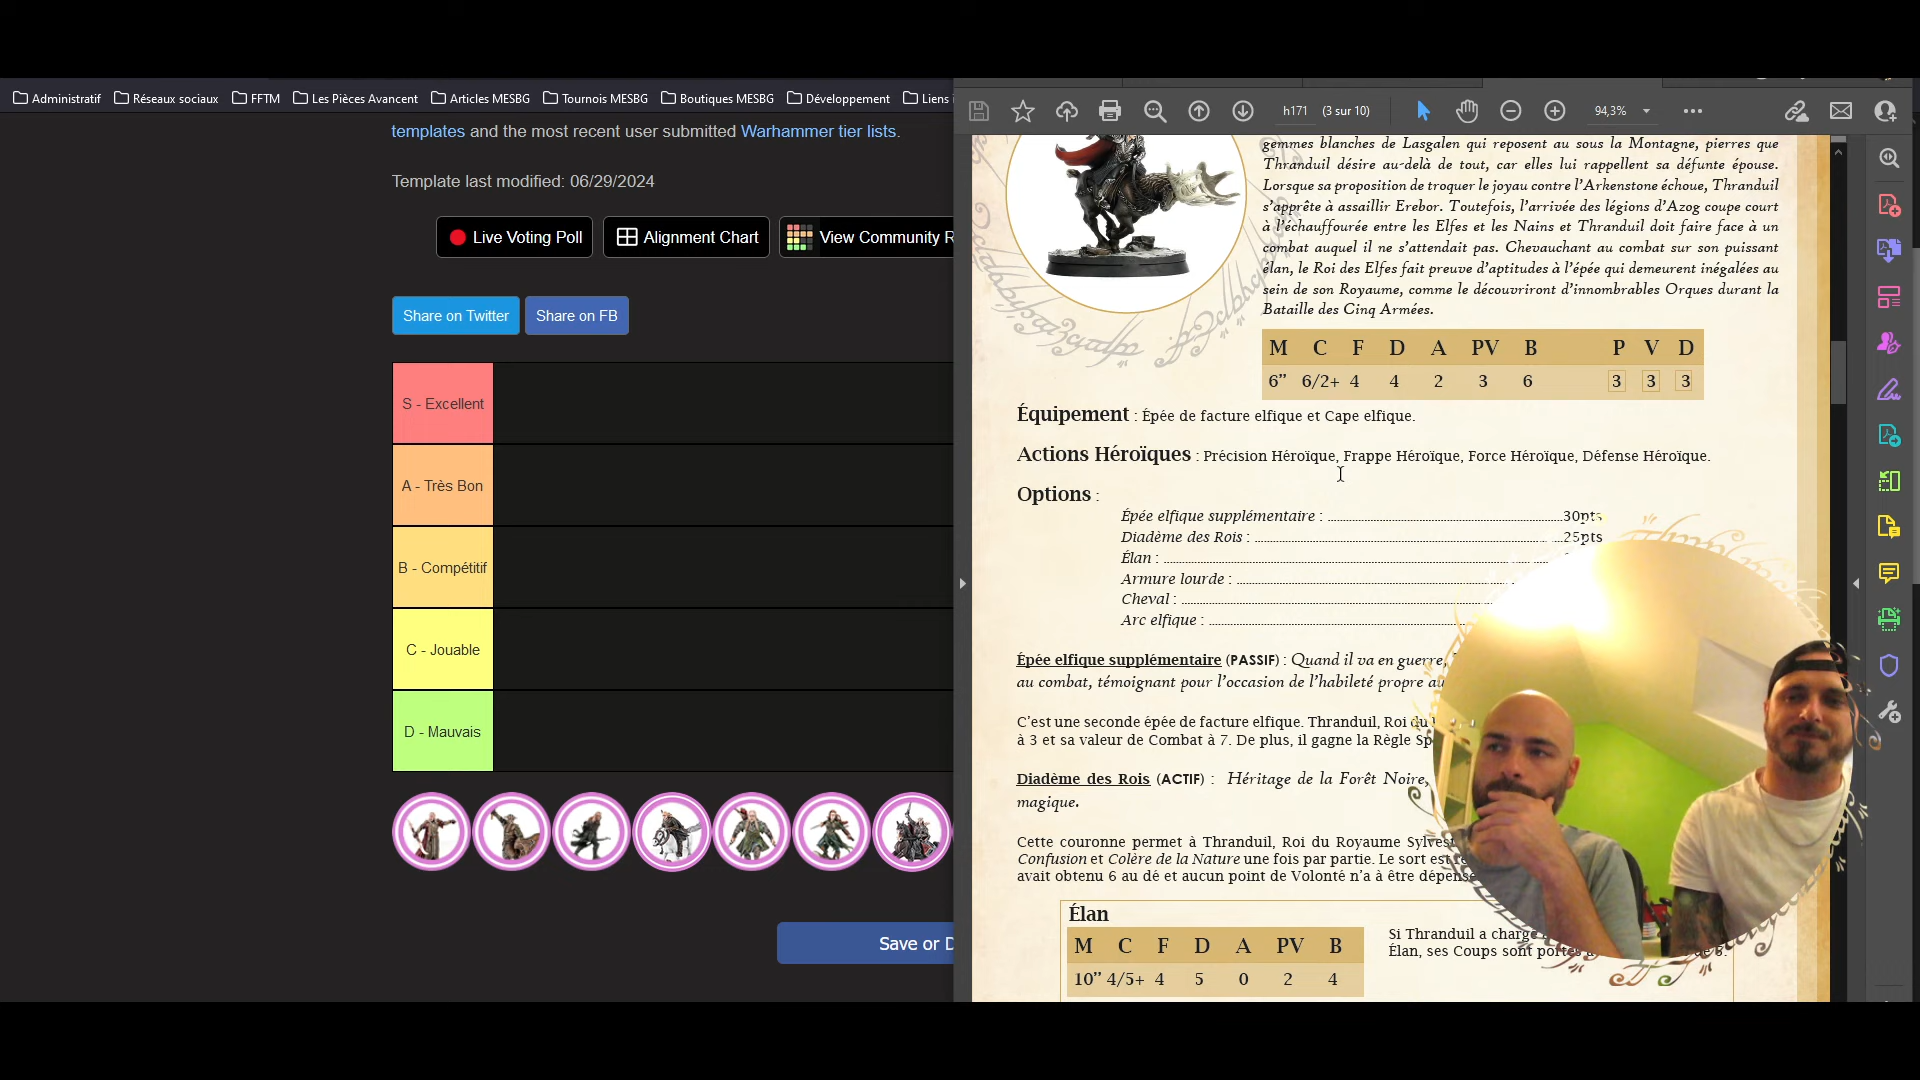 Administratif
Réseaux sociaux
FFTM
Les Pièces Avancent
Articles MESBG
Tournois MESBG
Boutiques MESBG
Développement
Liens
templates and the most recent user submitted Warhammer tier lists.
Template last modified: 06/29/2024
Live Voting Poll
Alignment Chart
View Community R
Share on Twitter
Share on FB
S - Excellent
A - Très Bon
B - Compétitif
C - Jouable
D - Mauvais
Save or D
h171
(3 sur 10)
94,3%
gemmes blanches de Lasgalen qui reposent au sous la Montagne, pierres que
Thranduil désire au-delà de tout, car elles lui rappellent sa défunte épouse.
Lorsque sa proposition de troquer le joyau contre l'Arkenstone échoue, Thranduil
s'apprête à assaillir Erebor. Toutefois, l'arrivée des légions d'Azog coupe court
à l'échauffourée entre les Elfes et les Nains et Thranduil doit faire face à un
combat auquel il ne s'attendait pas. Chevauchant au combat sur son puissant
élan, le Roi des Elfes fait preuve d'aptitudes à l'épée qui demeurent inégalées au
sein de son Royaume, comme le découvriront d'innombrables Orques durant la
Bataille des Cinq Armées.
M C F D A PV B P V D
6” 6/2+ 4 4 2 3 6 3 3 3
Équipement : Épée de facture elfique et Cape elfique.
Actions Héroïques : Précision Héroïque, Frappe Héroïque, Force Héroïque, Défense Héroïque.
Options :
Épée elfique supplémentaire : 30pts
Diadème des Rois : 25pts
Élan :
Armure lourde :
Cheval :
Arc elfique :
Épée elfique supplémentaire (PASSIF) : Quand il va en guerre,
au combat, témoignant pour l'occasion de l'habileté propre au
C'est une seconde épée de facture elfique. Thranduil, Roi du
à 3 et sa valeur de Combat à 7. De plus, il gagne la Règle Sp
Diadème des Rois (ACTIF) : Héritage de la Forêt Noire,
magique.
Cette couronne permet à Thranduil, Roi du Royaume Sylves
Confusion et Colère de la Nature une fois par partie. Le sort est
avait obtenu 6 au dé et aucun point de Volonté n'a à être dépens
Élan
M C F D A PV B
10” 4/5+ 4 5 0 2 4
Si Thranduil a chargé
Élan, ses Coups sont portés